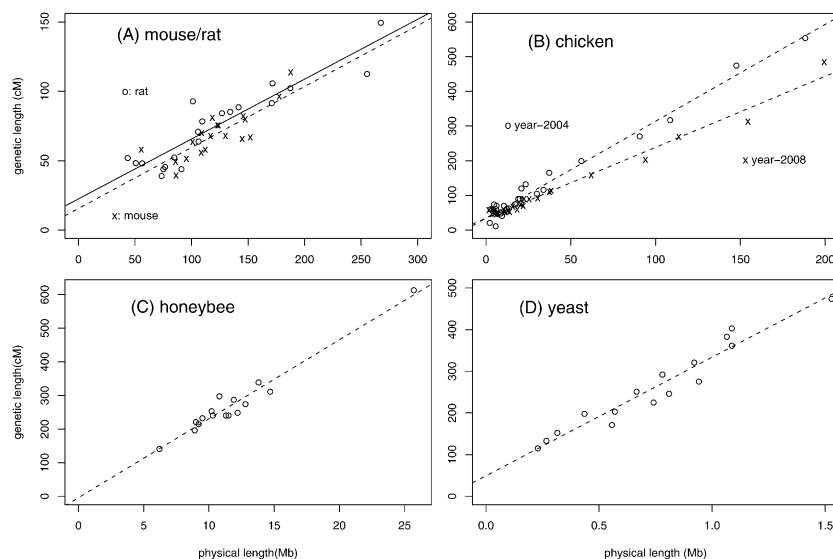 (A) mouse/rat
o: rat
x: mouse
genetic length (cM)
0 50 100 150
0 50 100 150 200 250 300
(B) chicken
o year−2004
x year−2008
0 100 200 300 400 500 600
0 50 100 150 200
(C) honeybee
genetic length(cM)
0 100 200 300 400 500 600
0 5 10 15 20 25
physical length(Mb)
(D) yeast
0 100 200 300 400
0.0 0.5 1.0 1.5
physical length (Mb)